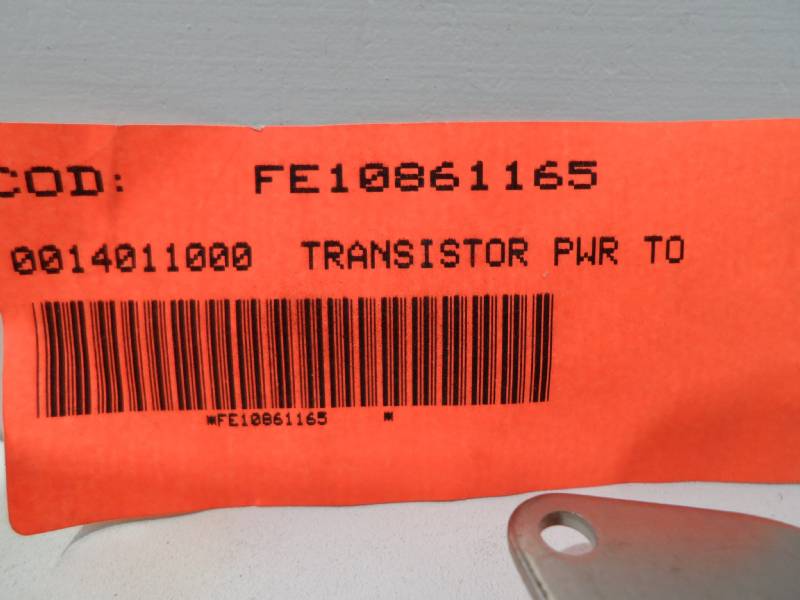 COD: FE10861165
0014011000 TRANSISTOR PWR TO
*FE10861165 *